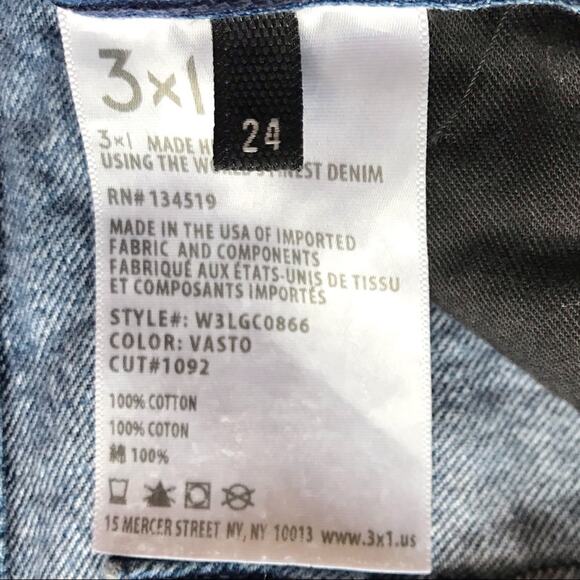 3×1
24
3×1 MADE
USING THE FINEST DENIM
RN# 134519
MADE IN THE USA OF IMPORTED
FABRIC AND COMPONENTS
FABRIQUÉ AUX ÉTATS-UNIS DE TISSU
ET COMPOSANTS IMPORTÉS
STYLE#: W3LGC0866
COLOR: VASTO
CUT#1092
100% COTTON
100% COTON
綿 100%
15 MERCER STREET NY, NY 10013 www.3x1.us